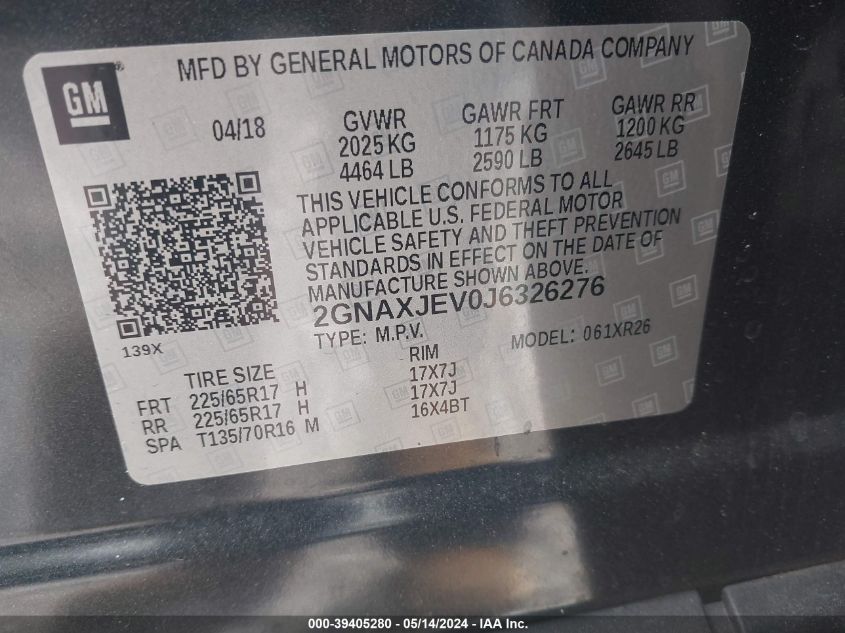 GM®
MFD BY GENERAL MOTORS OF CANADA COMPANY
04/18
GVWR
2025 KG
4464 LB
GAWR FRT
1175 KG
2590 LB
GAWR RR
1200 KG
2645 LB
THIS VEHICLE CONFORMS TO ALL
APPLICABLE U.S. FEDERAL MOTOR
VEHICLE SAFETY AND THEFT PREVENTION
STANDARDS IN EFFECT ON THE DATE OF
MANUFACTURE SHOWN ABOVE.
2GNAXJEV0J6326276
TYPE: M.P.V. MODEL: 061XR26
139X
TIRE SIZE RIM
FRT 225/65R17 H 17X7J
RR 225/65R17 H 17X7J
SPA T135/70R16 M 16X4BT
000-39405280 - 05/14/2024 - IAA Inc.